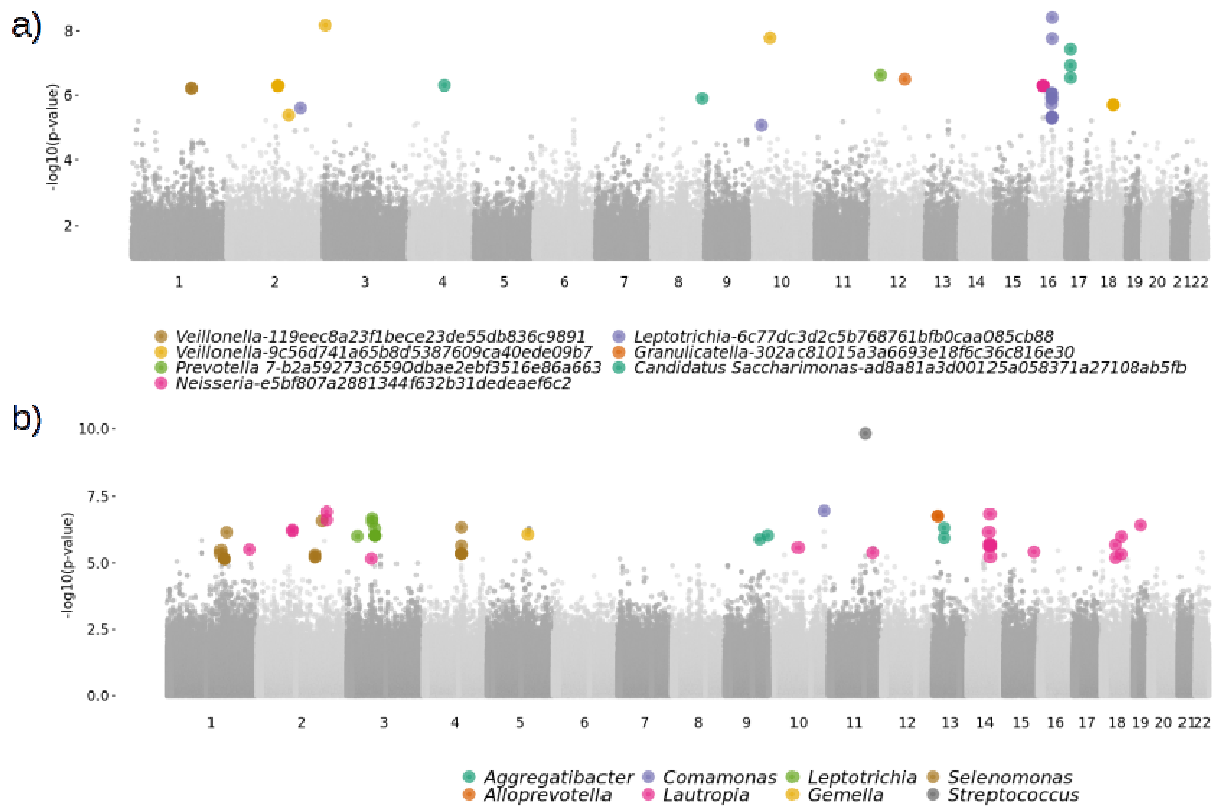 a)
8
6
4
2
-log10(p-value)
1 2 3 4 5 6 7 8 9 10 11 12 13 14 15 16 17 18 19 20 2122
Veillonella-119eec8a23f1bece23de55db836c9891 Leptotrichia-6c77dc3d2c5b768761bfb0caa085cb88
Veillonella-9c56d741a65b8d5387609ca40ede09b7 Granulicatella-302ac81015a3a6693e18f6c36c816e30
Prevotella 7-b2a59273c6590dbae2ebf3516e86a663 Candidatus Saccharimonas-ad8a81a3d00125a058371a27108ab5fb
Neisseria-e5bf807a2881344f632b31dedeaef6c2
b)
10.0
7.5
5.0
2.5
0.0
-log10(p-value)
1 2 3 4 5 6 7 8 9 10 11 12 13 14 15 16 17 18 19 20 2122
Aggregatibacter Comamonas Leptotrichia Selenomonas
Alloprevotella Lautropia Gemella Streptococcus